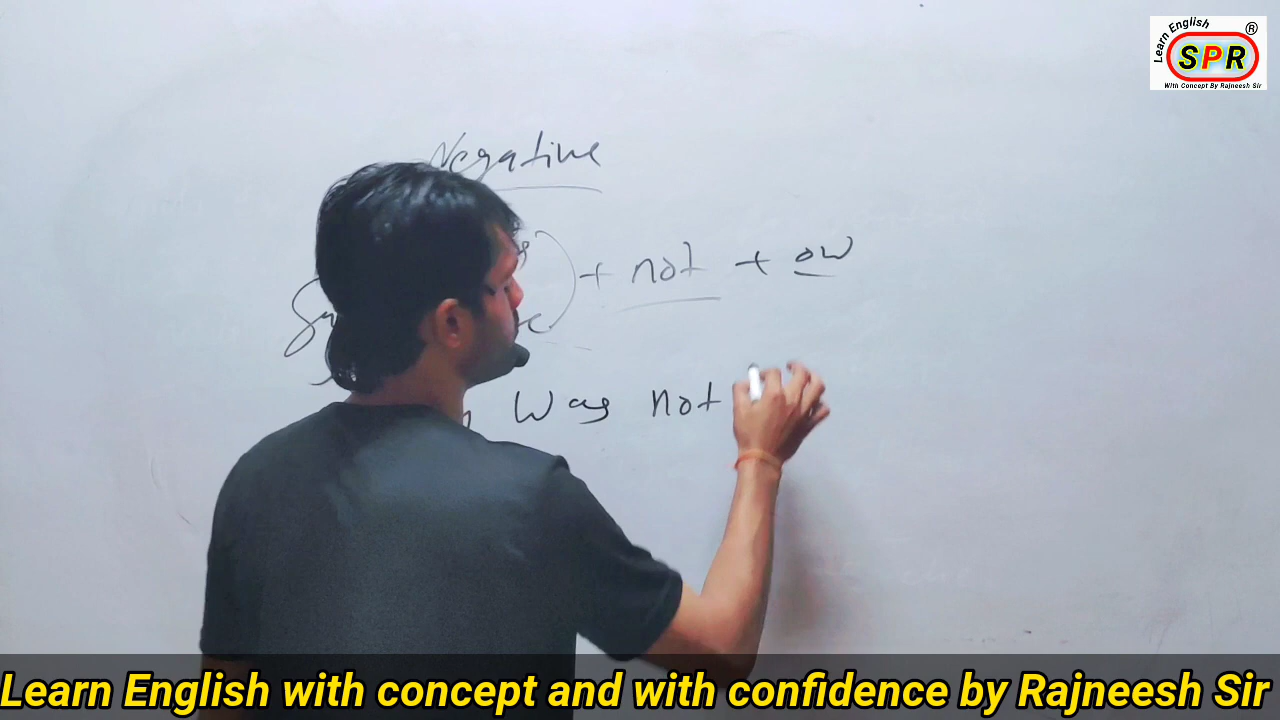 Learn English ®
SPR
With Concept By Rajneesh Sir
Negative
+ not + ow
was not
Learn English with concept and with confidence by Rajneesh Sir